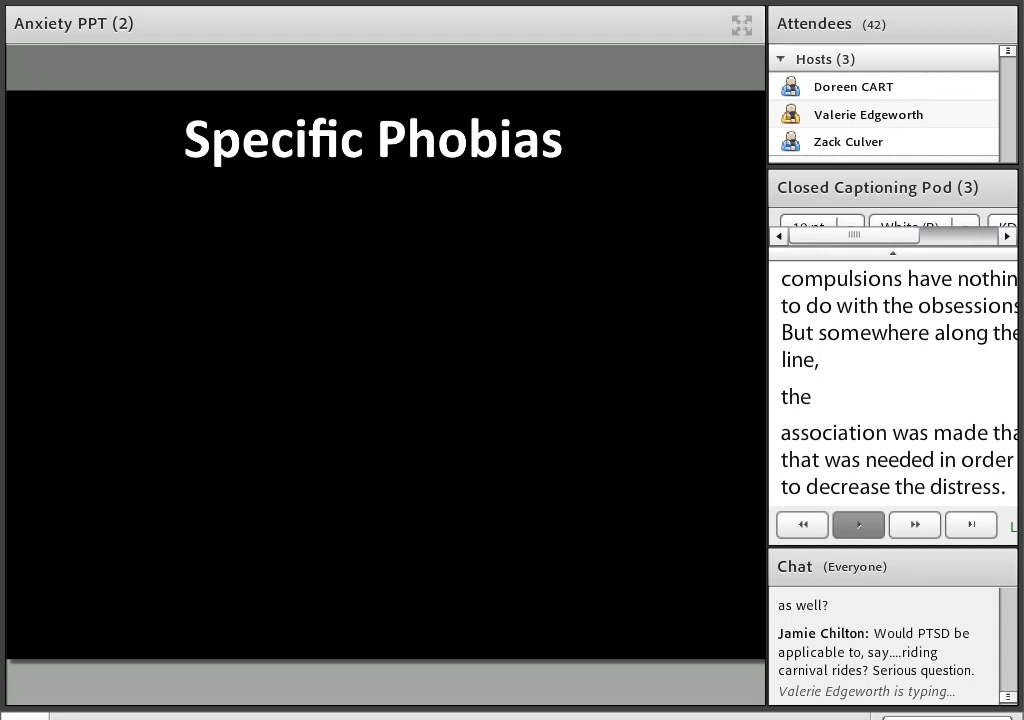 Anxiety PPT (2)
Specific Phobias
Attendees (42)
Hosts (3)
Doreen CART
Valerie Edgeworth
Zack Culver
Closed Captioning Pod (3)
18 pt
White (B)
compulsions have nothin
to do with the obsessions
But somewhere along the
line,
the
association was made tha
that was needed in order
to decrease the distress.
L
Chat (Everyone)
as well?
Jamie Chilton: Would PTSD be
applicable to, say....riding
carnival rides? Serious question.
Valerie Edgeworth is typing...